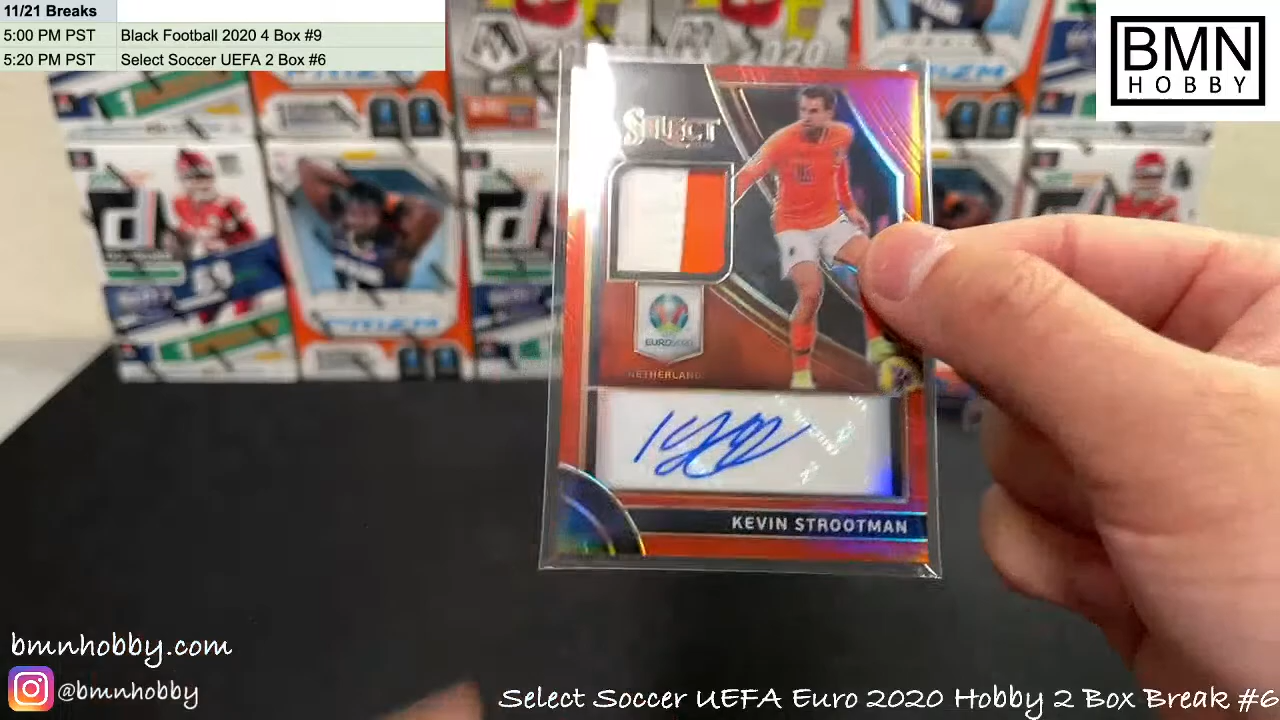 11/21 Breaks
5:00 PM PST Black Football 2020 4 Box #9
5:20 PM PST Select Soccer UEFA 2 Box #6
BMN
HOBBY
2020
SELECT
EURO2020
NETHERLANDS
KEVIN STROOTMAN
PRIZM
bmnhobby.com
@bmnhobby
Select Soccer UEFA Euro 2020 Hobby 2 Box Break #6